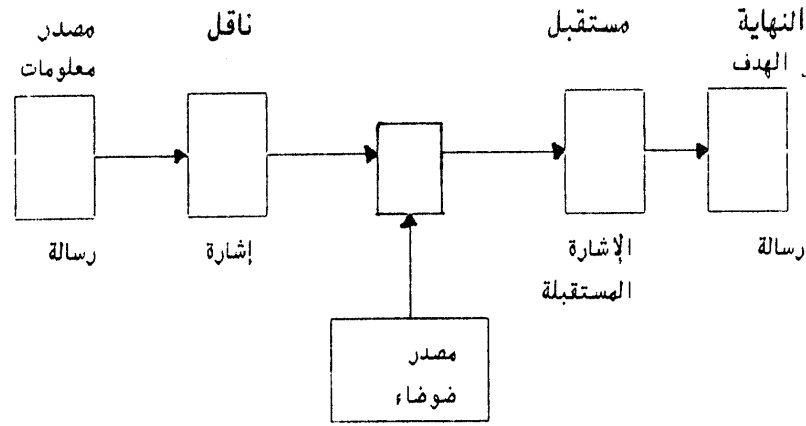 مصدر
معلومات
ناقل
مستقبل
النهاية
الهدف
رسالة
إشارة
الإشارة
المستقبلة
رسالة
مصدر
ضوضاء